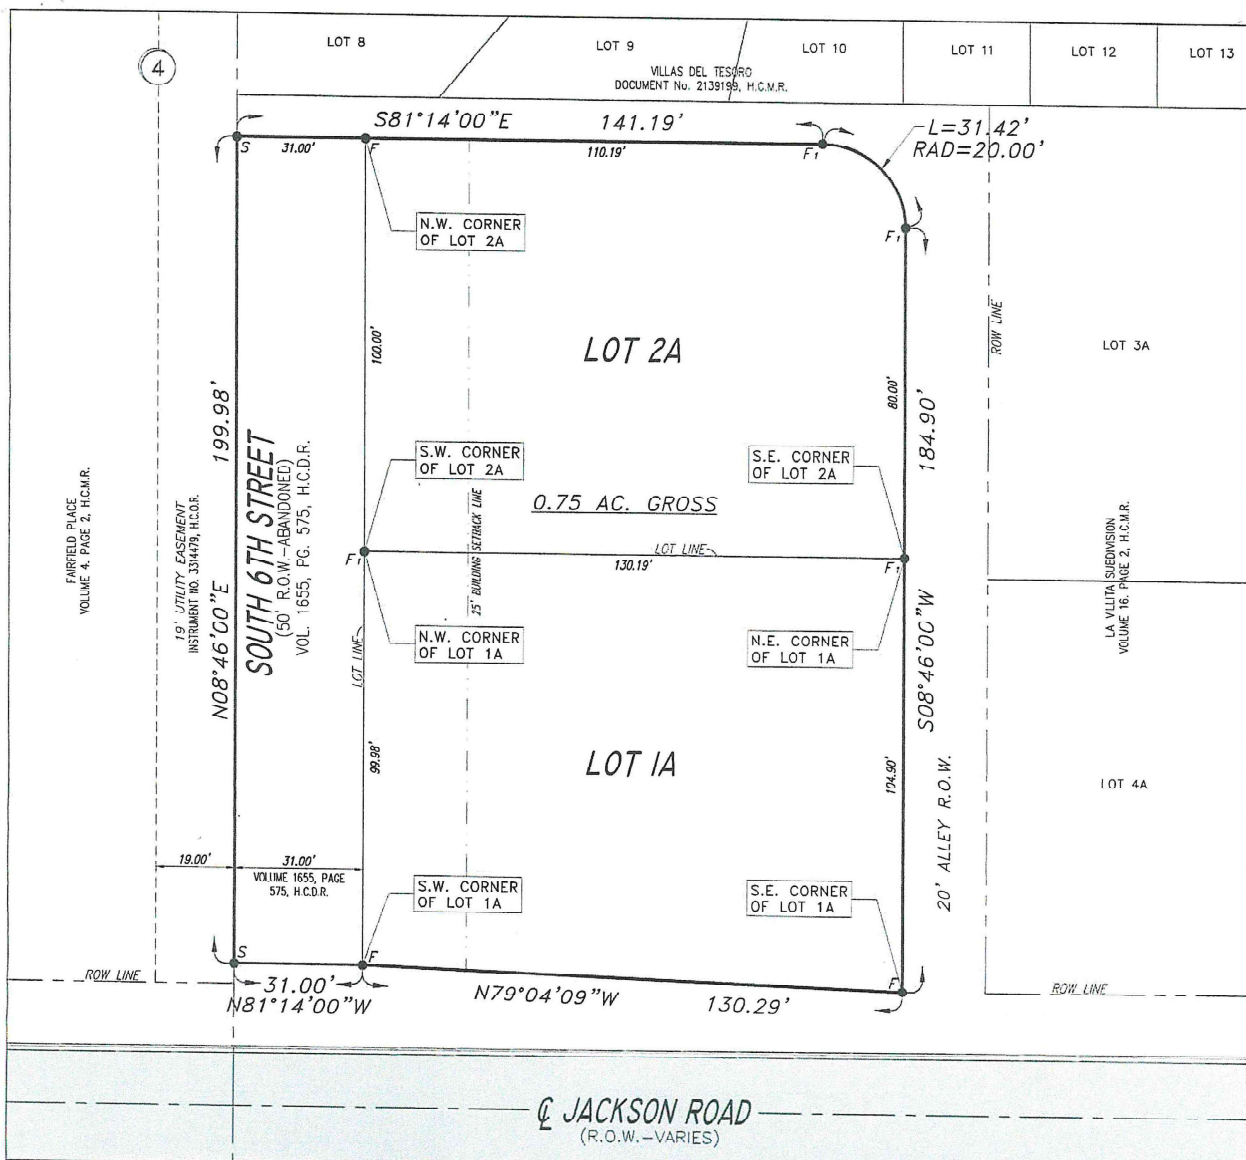 LOT 8
LOT 9
LOT 10
LOT 11
LOT 12
LOT 13
4
VILLAS DEL TESORO
DOCUMENT No. 2139199, H.C.M.R.
S81°14'00"E
141.19'
L=31.42'
RAD=20.00'
S
31.00'
F
110.19'
F1
N.W. CORNER
OF LOT 2A
F1
ROW LINE
100.00'
LOT 2A
LOT 3A
80.00'
184.90'
199.98'
SOUTH 6TH STREET
(50' R.O.W.-ABANDONED)
VOL. 1655, PG. 575, H.C.D.R.
S.W. CORNER
OF LOT 2A
S.E. CORNER
OF LOT 2A
FAIRFIELD PLACE
VOLUME 4, PAGE 2, H.C.M.R.
19' UTILITY EASEMENT
INSTRUMENT NO. 3314479, H.C.O.R.
25' BUILDING SETBACK LINE
0.75 AC. GROSS
F1
LOT LINE
130.19'
F1
LA VILLITA SUBDIVISION
VOLUME 16, PAGE 2, H.C.M.R.
N08°46'00"E
LOT LINE
N.W. CORNER
OF LOT 1A
N.E. CORNER
OF LOT 1A
S08°46'00"W
99.98'
LOT 1A
104.90'
20' ALLEY R.O.W.
LOT 4A
19.00'
31.00'
VOLUME 1655, PAGE
575, H.C.D.R.
S.W. CORNER
OF LOT 1A
S.E. CORNER
OF LOT 1A
S
F
F
ROW LINE
31.00'
N81°14'00"W
N79°04'09"W
130.29'
ROW LINE
℄ JACKSON ROAD
(R.O.W.-VARIES)